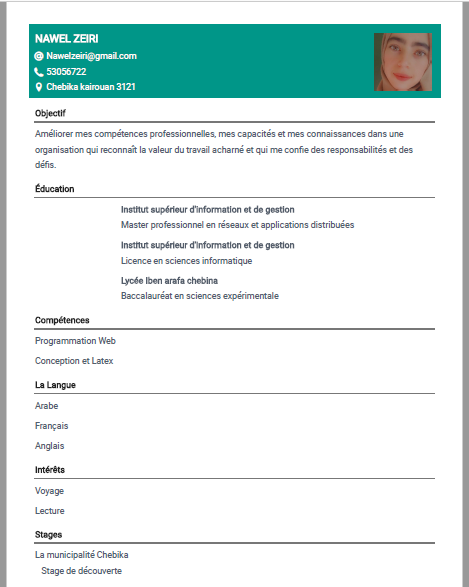 NAWEL ZEIRI
Nawelzeiri@gmail.com
53056722
Chebika kairouan 3121
Objectif
Améliorer mes compétences professionnelles, mes capacités et mes connaissances dans une
organisation qui reconnaît la valeur du travail acharné et qui me confie des responsabilités et des
défis.
Éducation
Institut supérieur d'information et de gestion
Master professionnel en réseaux et applications distribuées
Institut supérieur d'information et de gestion
Licence en sciences informatique
Lycée Iben arafa chebina
Baccalauréat en sciences expérimentale
Compétences
Programmation Web
Conception et Latex
La Langue
Arabe
Français
Anglais
Intérêts
Voyage
Lecture
Stages
La municipalité Chebika
Stage de découverte